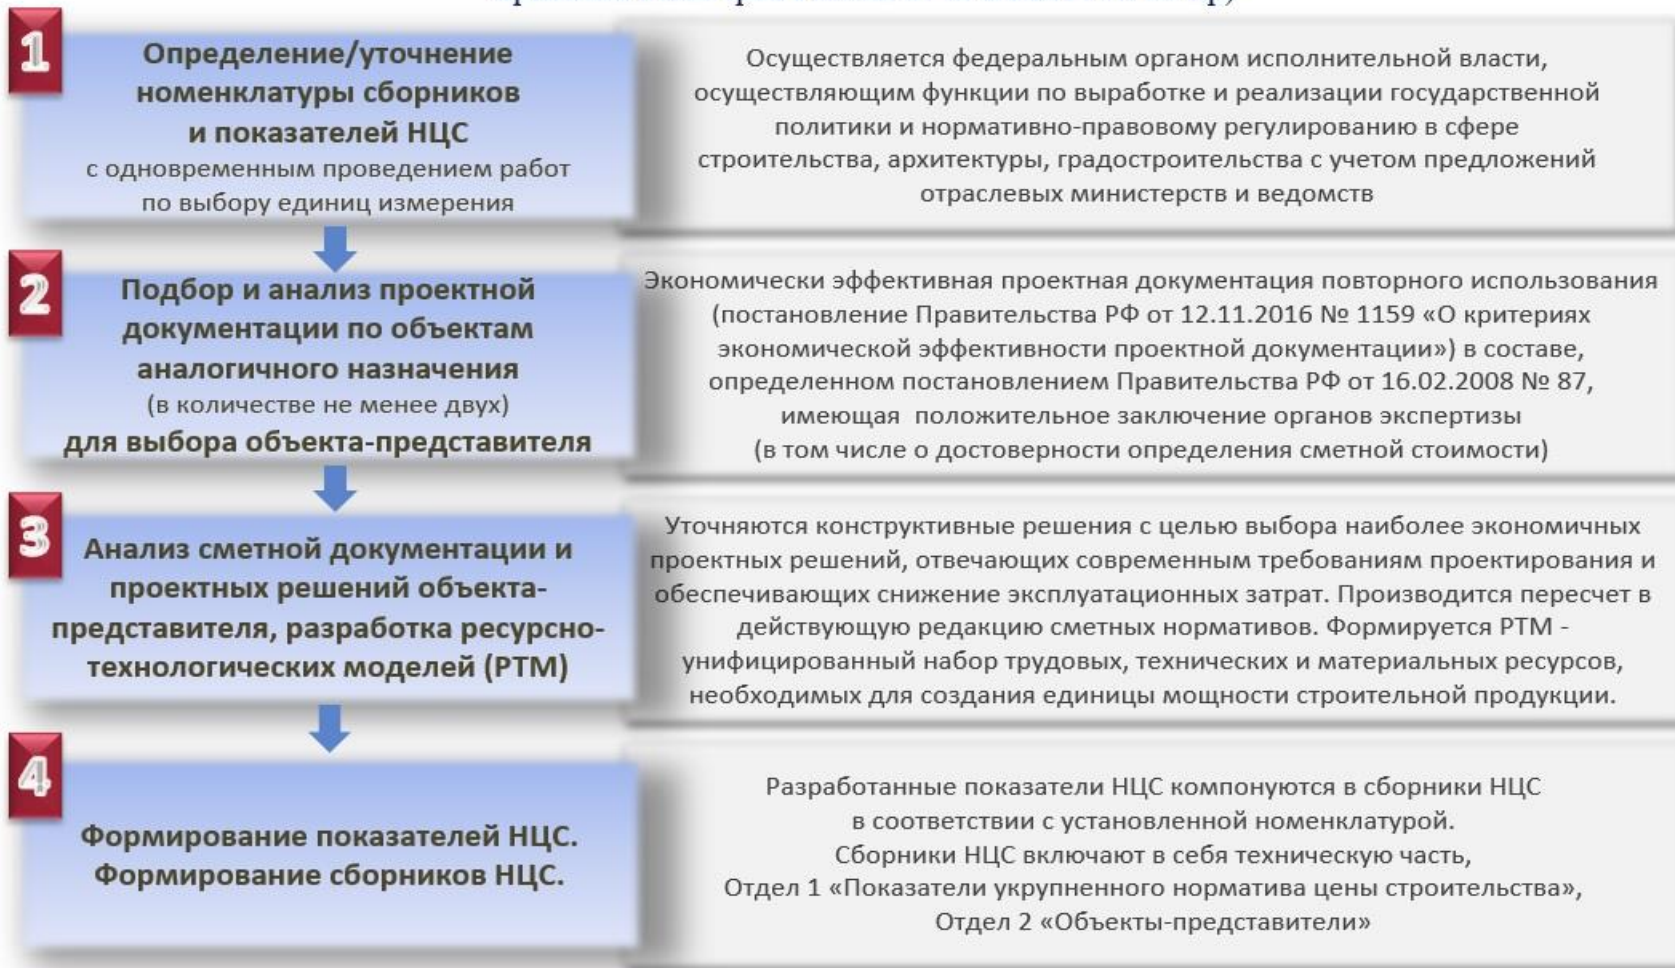 1
Определение/уточнение
номенклатуры сборников
и показателей НЦС
с одновременным проведением работ
по выбору единиц измерения
Осуществляется федеральным органом исполнительной власти,
осуществляющим функции по выработке и реализации государственной
политики и нормативно-правовому регулированию в сфере
строительства, архитектуры, градостроительства с учетом предложений
отраслевых министерств и ведомств
2
Подбор и анализ проектной
документации по объектам
аналогичного назначения
(в количестве не менее двух)
для выбора объекта-представителя
Экономически эффективная проектная документация повторного использования
(постановление Правительства РФ от 12.11.2016 № 1159 «О критериях
экономической эффективности проектной документации») в составе,
определенном постановлением Правительства РФ от 16.02.2008 № 87,
имеющая положительное заключение органов экспертизы
(в том числе о достоверности определения сметной стоимости)
3
Анализ сметной документации и
проектных решений объекта-
представителя, разработка ресурсно-
технологических моделей (РТМ)
Уточняются конструктивные решения с целью выбора наиболее экономичных
проектных решений, отвечающих современным требованиям проектирования и
обеспечивающих снижение эксплуатационных затрат. Производится пересчет в
действующую редакцию сметных нормативов. Формируется РТМ -
унифицированный набор трудовых, технических и материальных ресурсов,
необходимых для создания единицы мощности строительной продукции.
4
Формирование показателей НЦС.
Формирование сборников НЦС.
Разработанные показатели НЦС компонуются в сборники НЦС
в соответствии с установленной номенклатурой.
Сборники НЦС включают в себя техническую часть,
Отдел 1 «Показатели укрупненного норматива цены строительства»,
Отдел 2 «Объекты-представители»